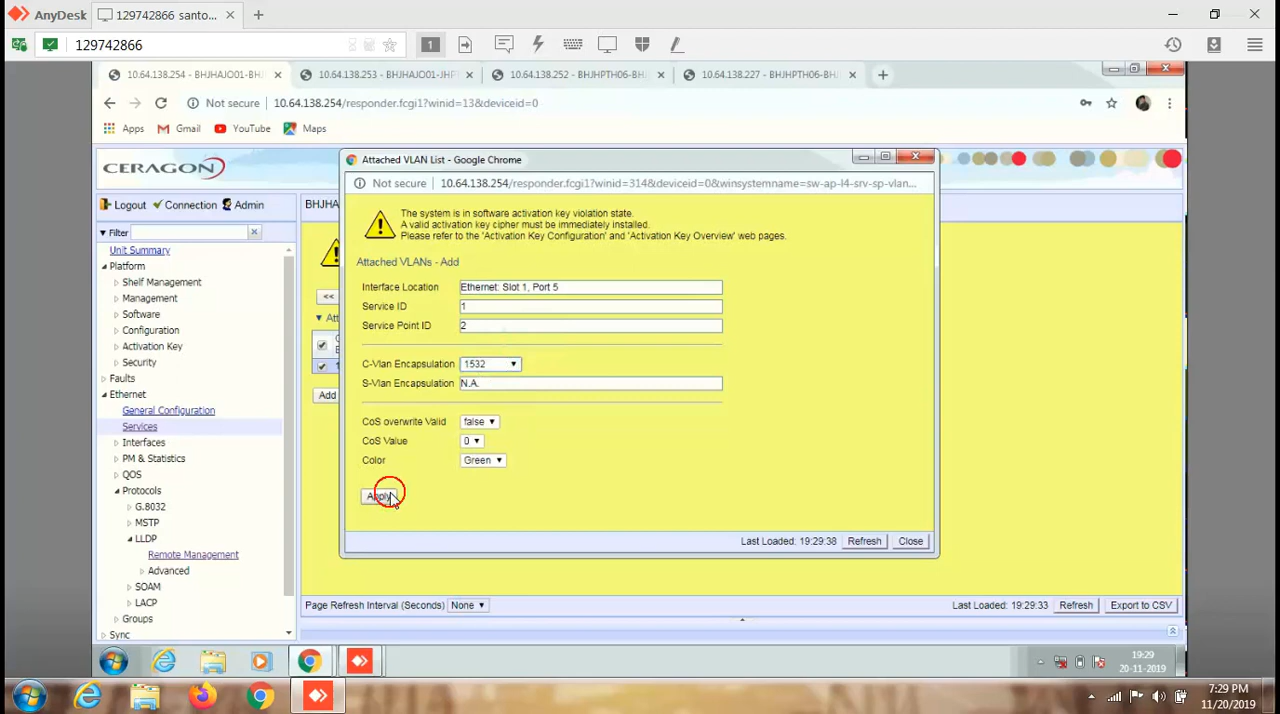 AnyDesk
129742866 santo...
129742866
1
10.64.138.254 - BHJHAJO01-
10.64.138.253 - BHJHAJO01-JHP
10.64.138.252 - BHJHPTH06-BH
10.64.138.227 - BHJHPTH06-BH
Not secure
10.64.138.254/responder.fcgi1?winid=13&deviceid=0
Apps
Gmail
YouTube
Maps
CERAGON
Attached VLAN List - Google Chrome
Not secure
10.64.138.254/responder.fcgi1?winid=314&deviceid=0&winsystemname=sw-ap-l4-srv-sp-vlan...
Logout
Connection
Admin
BHJHA
Filter
Unit Summary
Platform
Shelf Management
Management
Software
Configuration
Activation Key
Security
Faults
Ethernet
General Configuration
Services
Interfaces
PM & Statistics
QOS
Protocols
G.8032
MSTP
LLDP
Remote Management
Advanced
SOAM
LACP
Groups
Sync
<<
Add
The system is in software activation key violation state.
A valid activation key cipher must be immediately installed.
Please refer to the 'Activation Key Configuration' and 'Activation Key Overview' web pages.
Attached VLANs - Add
Interface Location Ethernet: Slot 1, Port 5
Service ID 1
Service Point ID 2
C-Vlan Encapsulation 1532
S-Vlan Encapsulation N.A.
CoS overwrite Valid false
CoS Value 0
Color Green
Apply
Last Loaded: 19:29:38 Refresh Close
Page Refresh Interval (Seconds) None
Last Loaded: 19:29:33 Refresh Export to CSV
19:29
20-11-2019
7:29 PM
11/20/2019